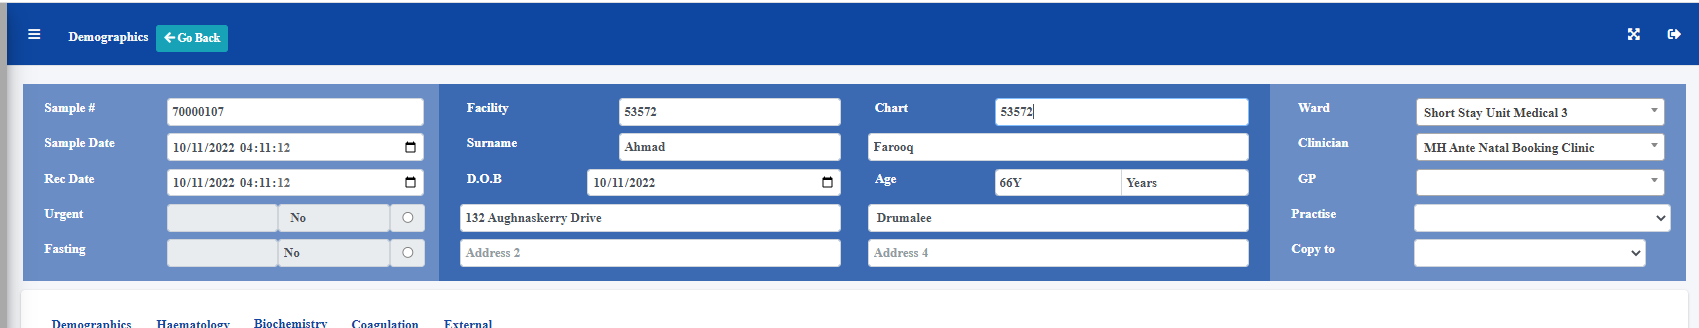 Demographics Go Back
Sample # 70000107 Facility 53572 Chart 53572 Ward Short Stay Unit Medical 3
Sample Date 10/11/2022 04:11:12 Surname Ahmad Farooq Clinician MH Ante Natal Booking Clinic
Rec Date 10/11/2022 04:11:12 D.O.B 10/11/2022 Age 66Y Years GP
Urgent No 132 Aughnaskerry Drive Drumalee Practise
Fasting No Address 2 Address 4 Copy to
Demographics Haematology Biochemistry Coagulation External